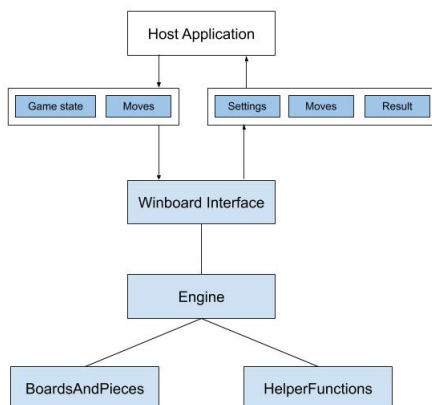 Host Application
Game state Moves
Settings Moves Result
Winboard Interface
Engine
BoardsAndPieces
HelperFunctions